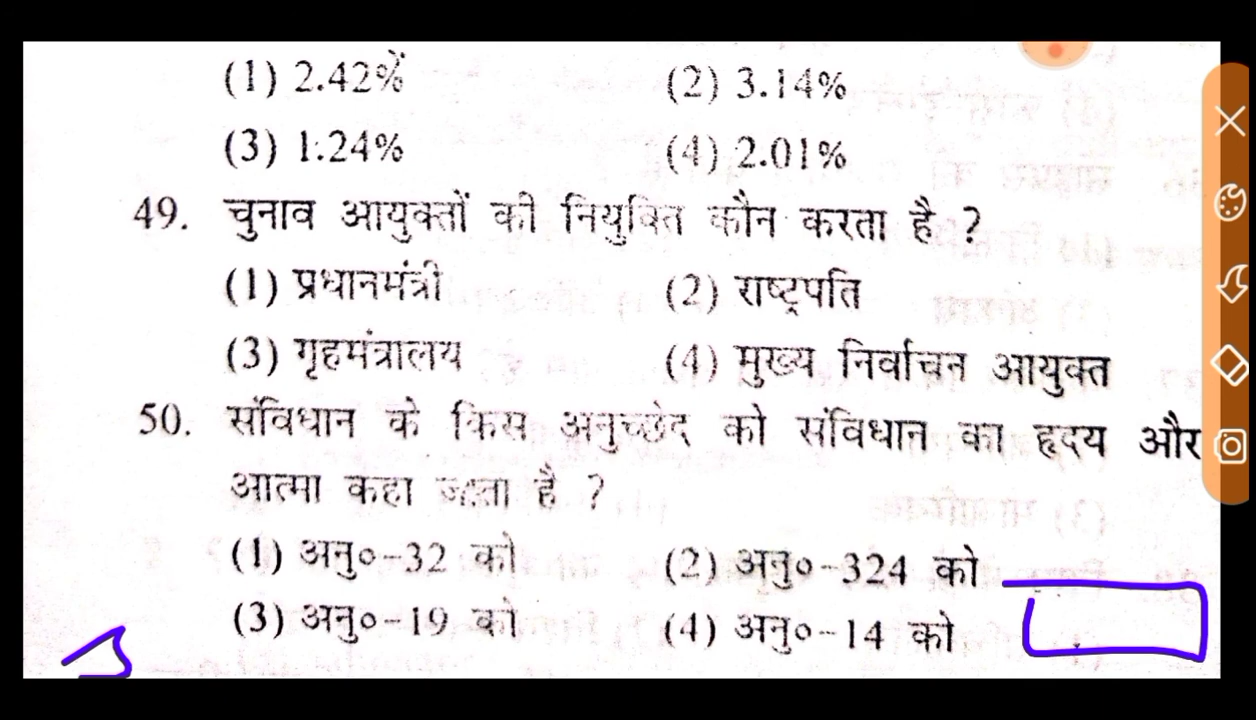 (1) 2.42% (2) 3.14%
(3) 1.24% (4) 2.01%
49. चुनाव आयुक्तों की नियुक्ति कौन करता है ?
(1) प्रधानमंत्री (2) राष्ट्रपति
(3) गृहमंत्रालय (4) मुख्य निर्वाचन आयुक्त
50. संविधान के किस अनुच्छेद को संविधान का हृदय और
आत्मा कहा जाता है ?
(1) अनु०-32 को (2) अनु०-324 को
(3) अनु०-19 को (4) अनु०-14 को